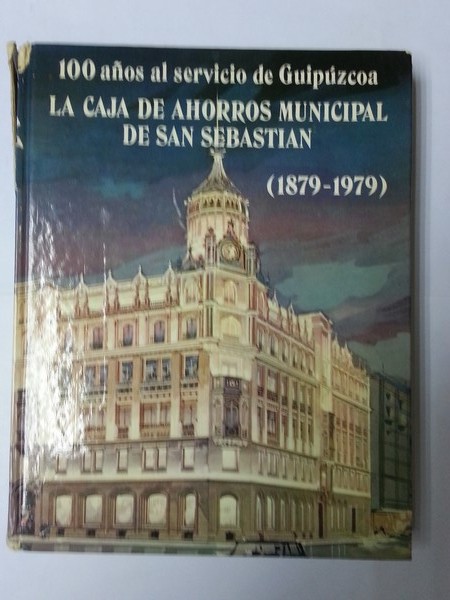 100 años al servicio de Guipúzcoa
LA CAJA DE AHORROS MUNICIPAL
DE SAN SEBASTIAN
(1879-1979)